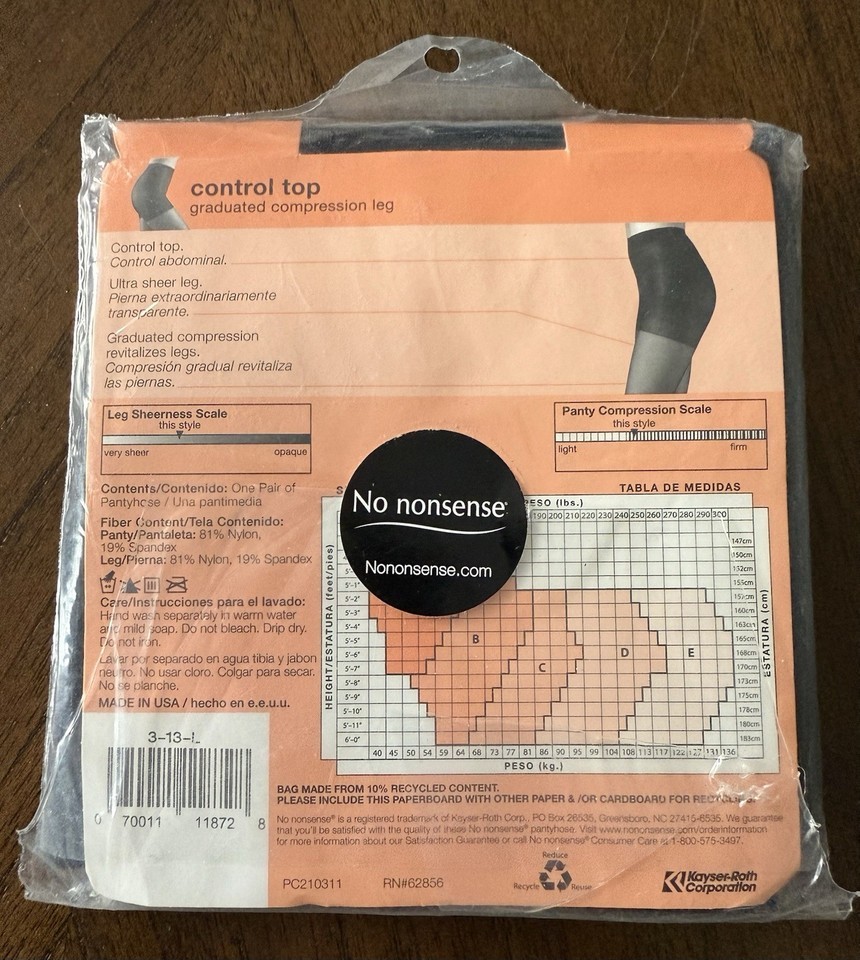 control top
graduated compression leg
Control top.
Control abdominal.
Ultra sheer leg.
Pierna extraordinariamente
transparente.
Graduated compression
revitalizes legs.
Compresión gradual revitaliza
las piernas.
Leg Sheerness Scale
this style
very sheer opaque
Panty Compression Scale
this style
light firm
Contents/Contenido: One Pair of
Pantyhose / Una pantimedia
Fiber Content/Tela Contenido:
Panty/Pantaleta: 81% Nylon,
19% Spandex
Leg/Pierna: 81% Nylon, 19% Spandex
Care/Instrucciones para el lavado:
Hand wash separately in warm water
and mild soap. Do not bleach. Drip dry.
Do not iron.
Lavar por separado en agua tibia y jabon
neutro. No usar cloro. Colgar para secar.
No se planche.
MADE IN USA / hecho en e.e.u.u.
No nonsense®
Nononsense.com
TABLA DE MEDIDAS
PESO (lbs.)
190 200 210 220 230 240 250 260 270 280 290 300
HEIGHT/ESTATURA (feet/pies)
5'-1"
5'-2"
5'-3"
5'-4"
5'-5"
5'-6"
5'-7"
5'-8"
5'-9"
5'-10"
5'-11"
6'-0"
B
C
D
E
147cm
150cm
152cm
155cm
157cm
160cm
163cm
165cm
168cm
170cm
173cm
175cm
178cm
180cm
183cm
ESTATURA (cm)
40 45 50 54 59 64 68 73 77 81 86 90 95 99 104 108 113 117 122 127 131 136
PESO (kg.)
3-13-L
0 70011 11872 8
BAG MADE FROM 10% RECYCLED CONTENT.
PLEASE INCLUDE THIS PAPERBOARD WITH OTHER PAPER & /OR CARDBOARD FOR RECYCLING.
No nonsense® is a registered trademark of Kayser-Roth Corp., PO Box 26535, Greensboro, NC 27415-6535. We guarantee
that you'll be satisfied with the quality of these No nonsense® pantyhose. Visit www.nononsense.com/orderinformation
for more information about our Satisfaction Guarantee or call No nonsense® Consumer Care at 1-800-575-3497.
PC210311 RN#62856
Reduce
Recycle Reuse
Kayser-Roth
Corporation